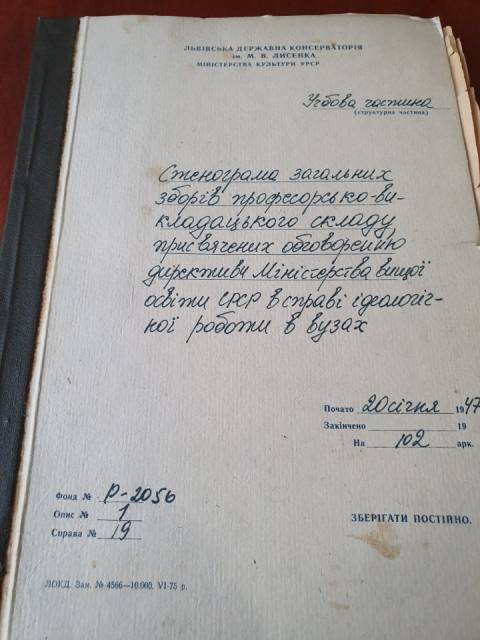 ЛЬВІВСЬКА ДЕРЖАВНА КОНСЕРВАТОРІЯ
ім. М. В. ЛИСЕНКА
МІНІСТЕРСТВА КУЛЬТУРИ УРСР
Учбова частина
(структурна частина)
Стенограма загальних
зборів професорсько-ви-
кладацького складу,
присвячених обговоренню
директиви Міністерства вищої
освіти СРСР в справі ідеологіч-
ної роботи в вузах
Почато 20 січня 1947
Закінчено 19
На 102 арк.
Фонд № Р-2056
Опис № 1
Справа № 19
ЗБЕРІГАТИ ПОСТІЙНО.
ЛОКД. Зам. № 4566—10.000. VI-75 р.